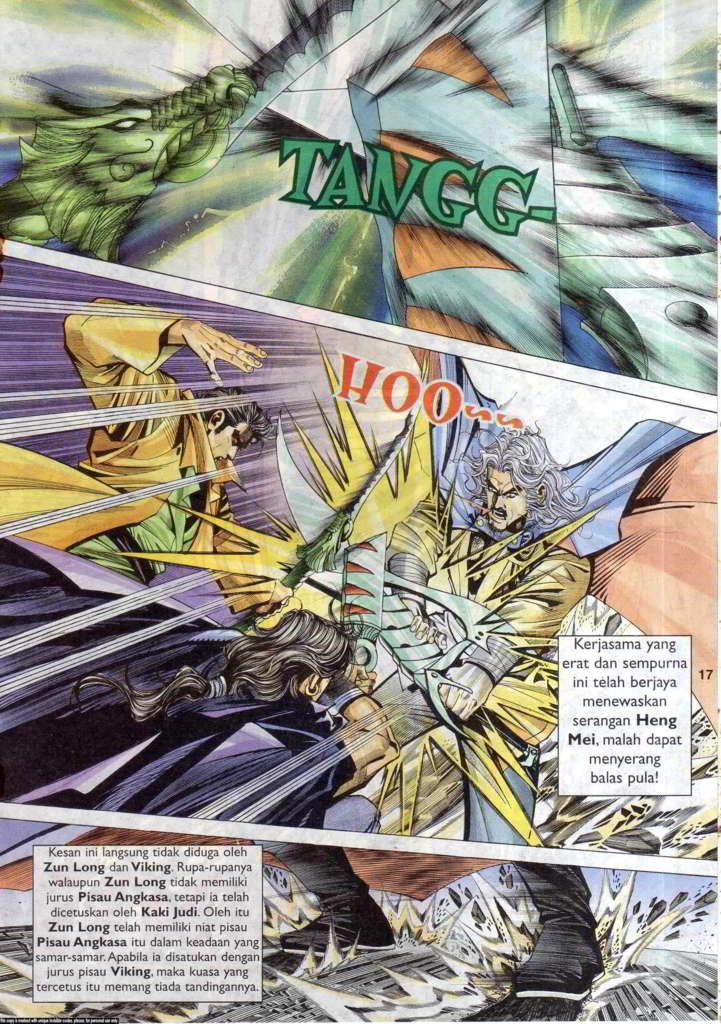 TANGG-
HOO
Kerjasama yang
erat dan sempurna
ini telah berjaya
menewaskan
serangan Heng
Mei, malah dapat
menyerang
balas pula!
17
Kesan ini langsung tidak diduga oleh
Zun Long dan Viking. Rupa-rupanya
walaupun Zun Long tidak memiliki
jurus Pisau Angkasa, tetapi ia telah
dicetuskan oleh Kaki Judi. Oleh itu
Zun Long telah memiliki niat pisau
Pisau Angkasa itu dalam keadaan yang
samar-samar. Apabila ia disatukan dengan
jurus pisau Viking, maka kuasa yang
tercetus itu memang tiada tandingannya.